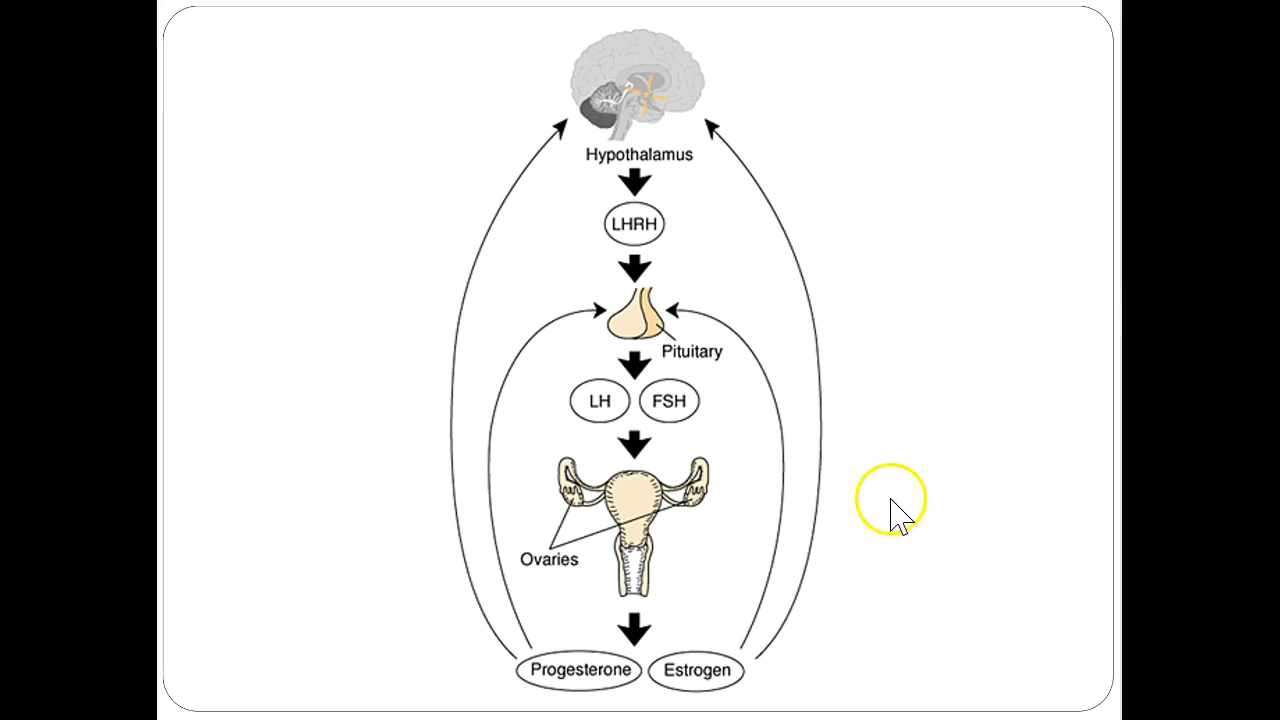 Hypothalamus
LHRH
Pituitary
LH
FSH
Ovaries
Progesterone
Estrogen